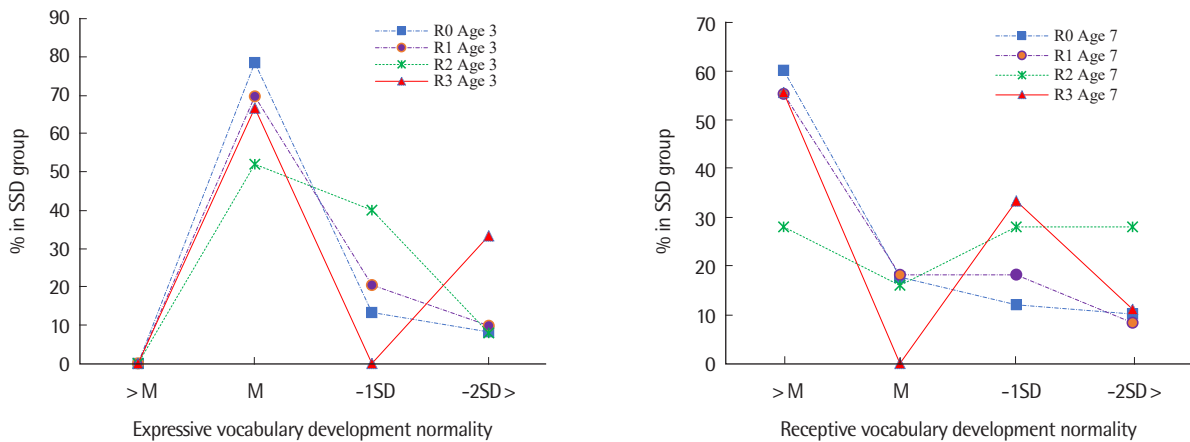 90
80
70
60
50
40
30
20
10
0
% in SSD group
R0 Age 3
R1 Age 3
R2 Age 3
R3 Age 3
> M
M
-1SD
-2SD >
Expressive vocabulary development normality
70
60
50
40
30
20
10
0
% in SSD group
R0 Age 7
R1 Age 7
R2 Age 7
R3 Age 7
> M
M
-1SD
-2SD >
Receptive vocabulary development normality